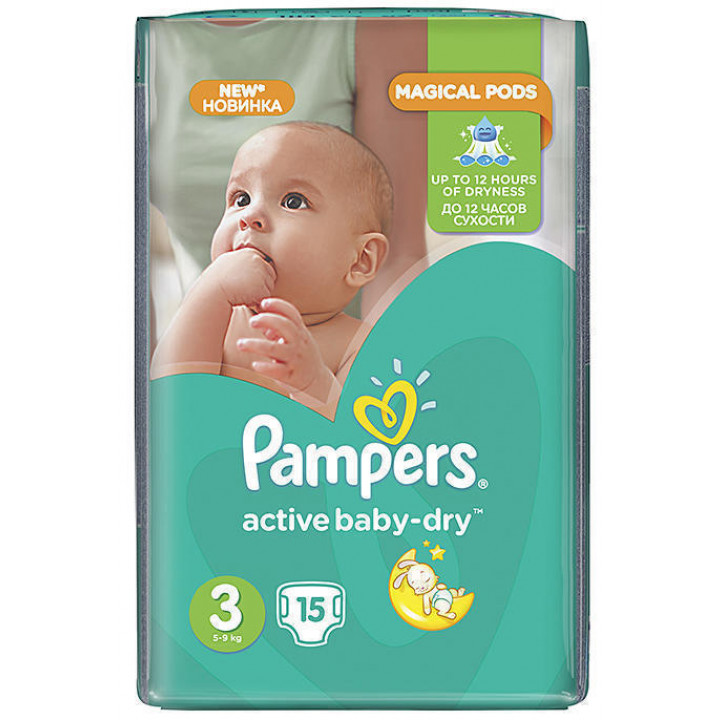 NEW*
НОВИНКА
MAGICAL PODS
UP TO 12 HOURS
OF DRYNESS
ДО 12 ЧАСОВ
СУХОСТИ
Pampers®
active baby-dry™
3
5-9 kg
15